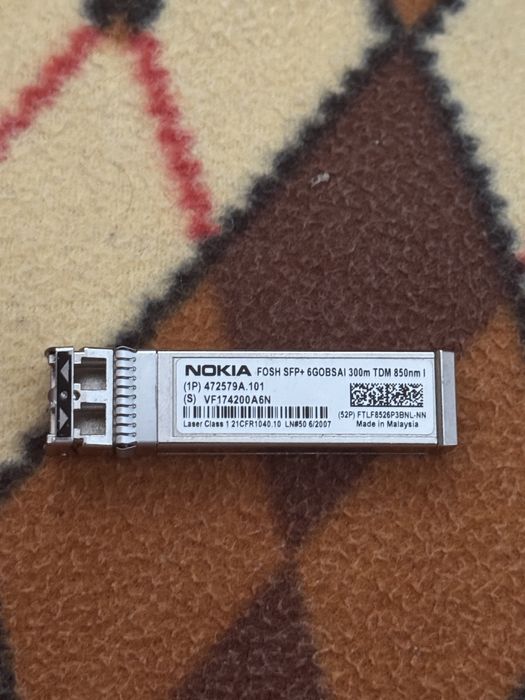 NOKIA FOSH SFP+ 6GOBSAI 300m TDM 850nm I
(1P) 472579A.101
(S) VF174200A6N
(52P) FTLF8526P3BNL-NN
Laser Class 1 21CFR1040.10 LN#50 6/2007 Made in Malaysia